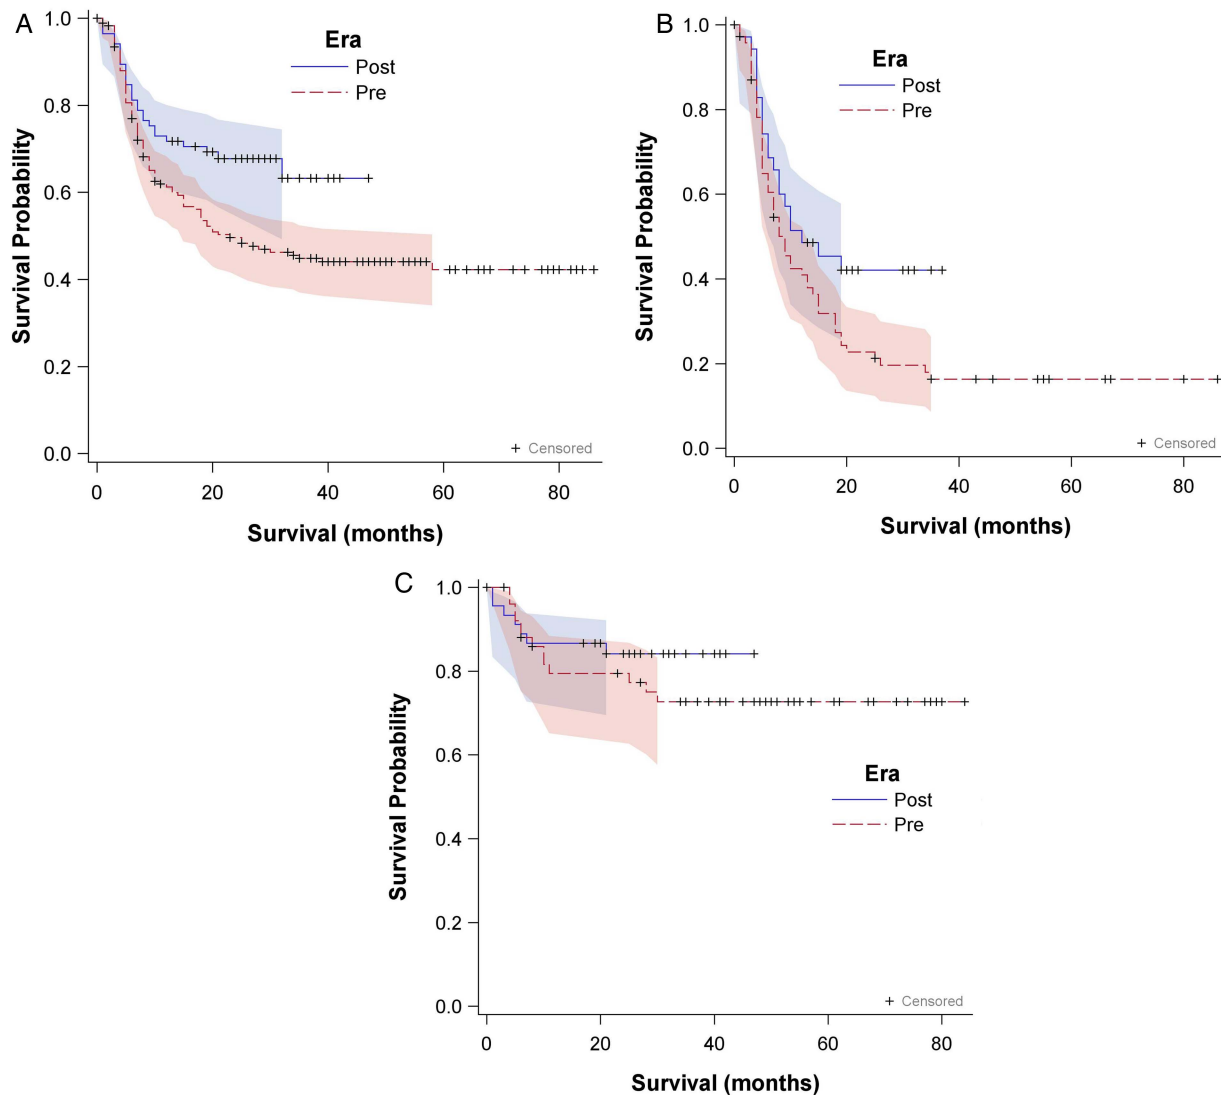 A
1.0
0.8
0.6
0.4
0.2
0.0
Survival Probability
Era
Post
Pre
+ Censored
0 20 40 60 80
Survival (months)
B
1.0
0.8
0.6
0.4
0.2
0.0
Survival Probability
Era
Post
Pre
+ Censored
0 20 40 60 80
Survival (months)
C
1.0
0.8
0.6
0.4
0.2
0.0
Survival Probability
Era
Post
Pre
+ Censored
0 20 40 60 80
Survival (months)